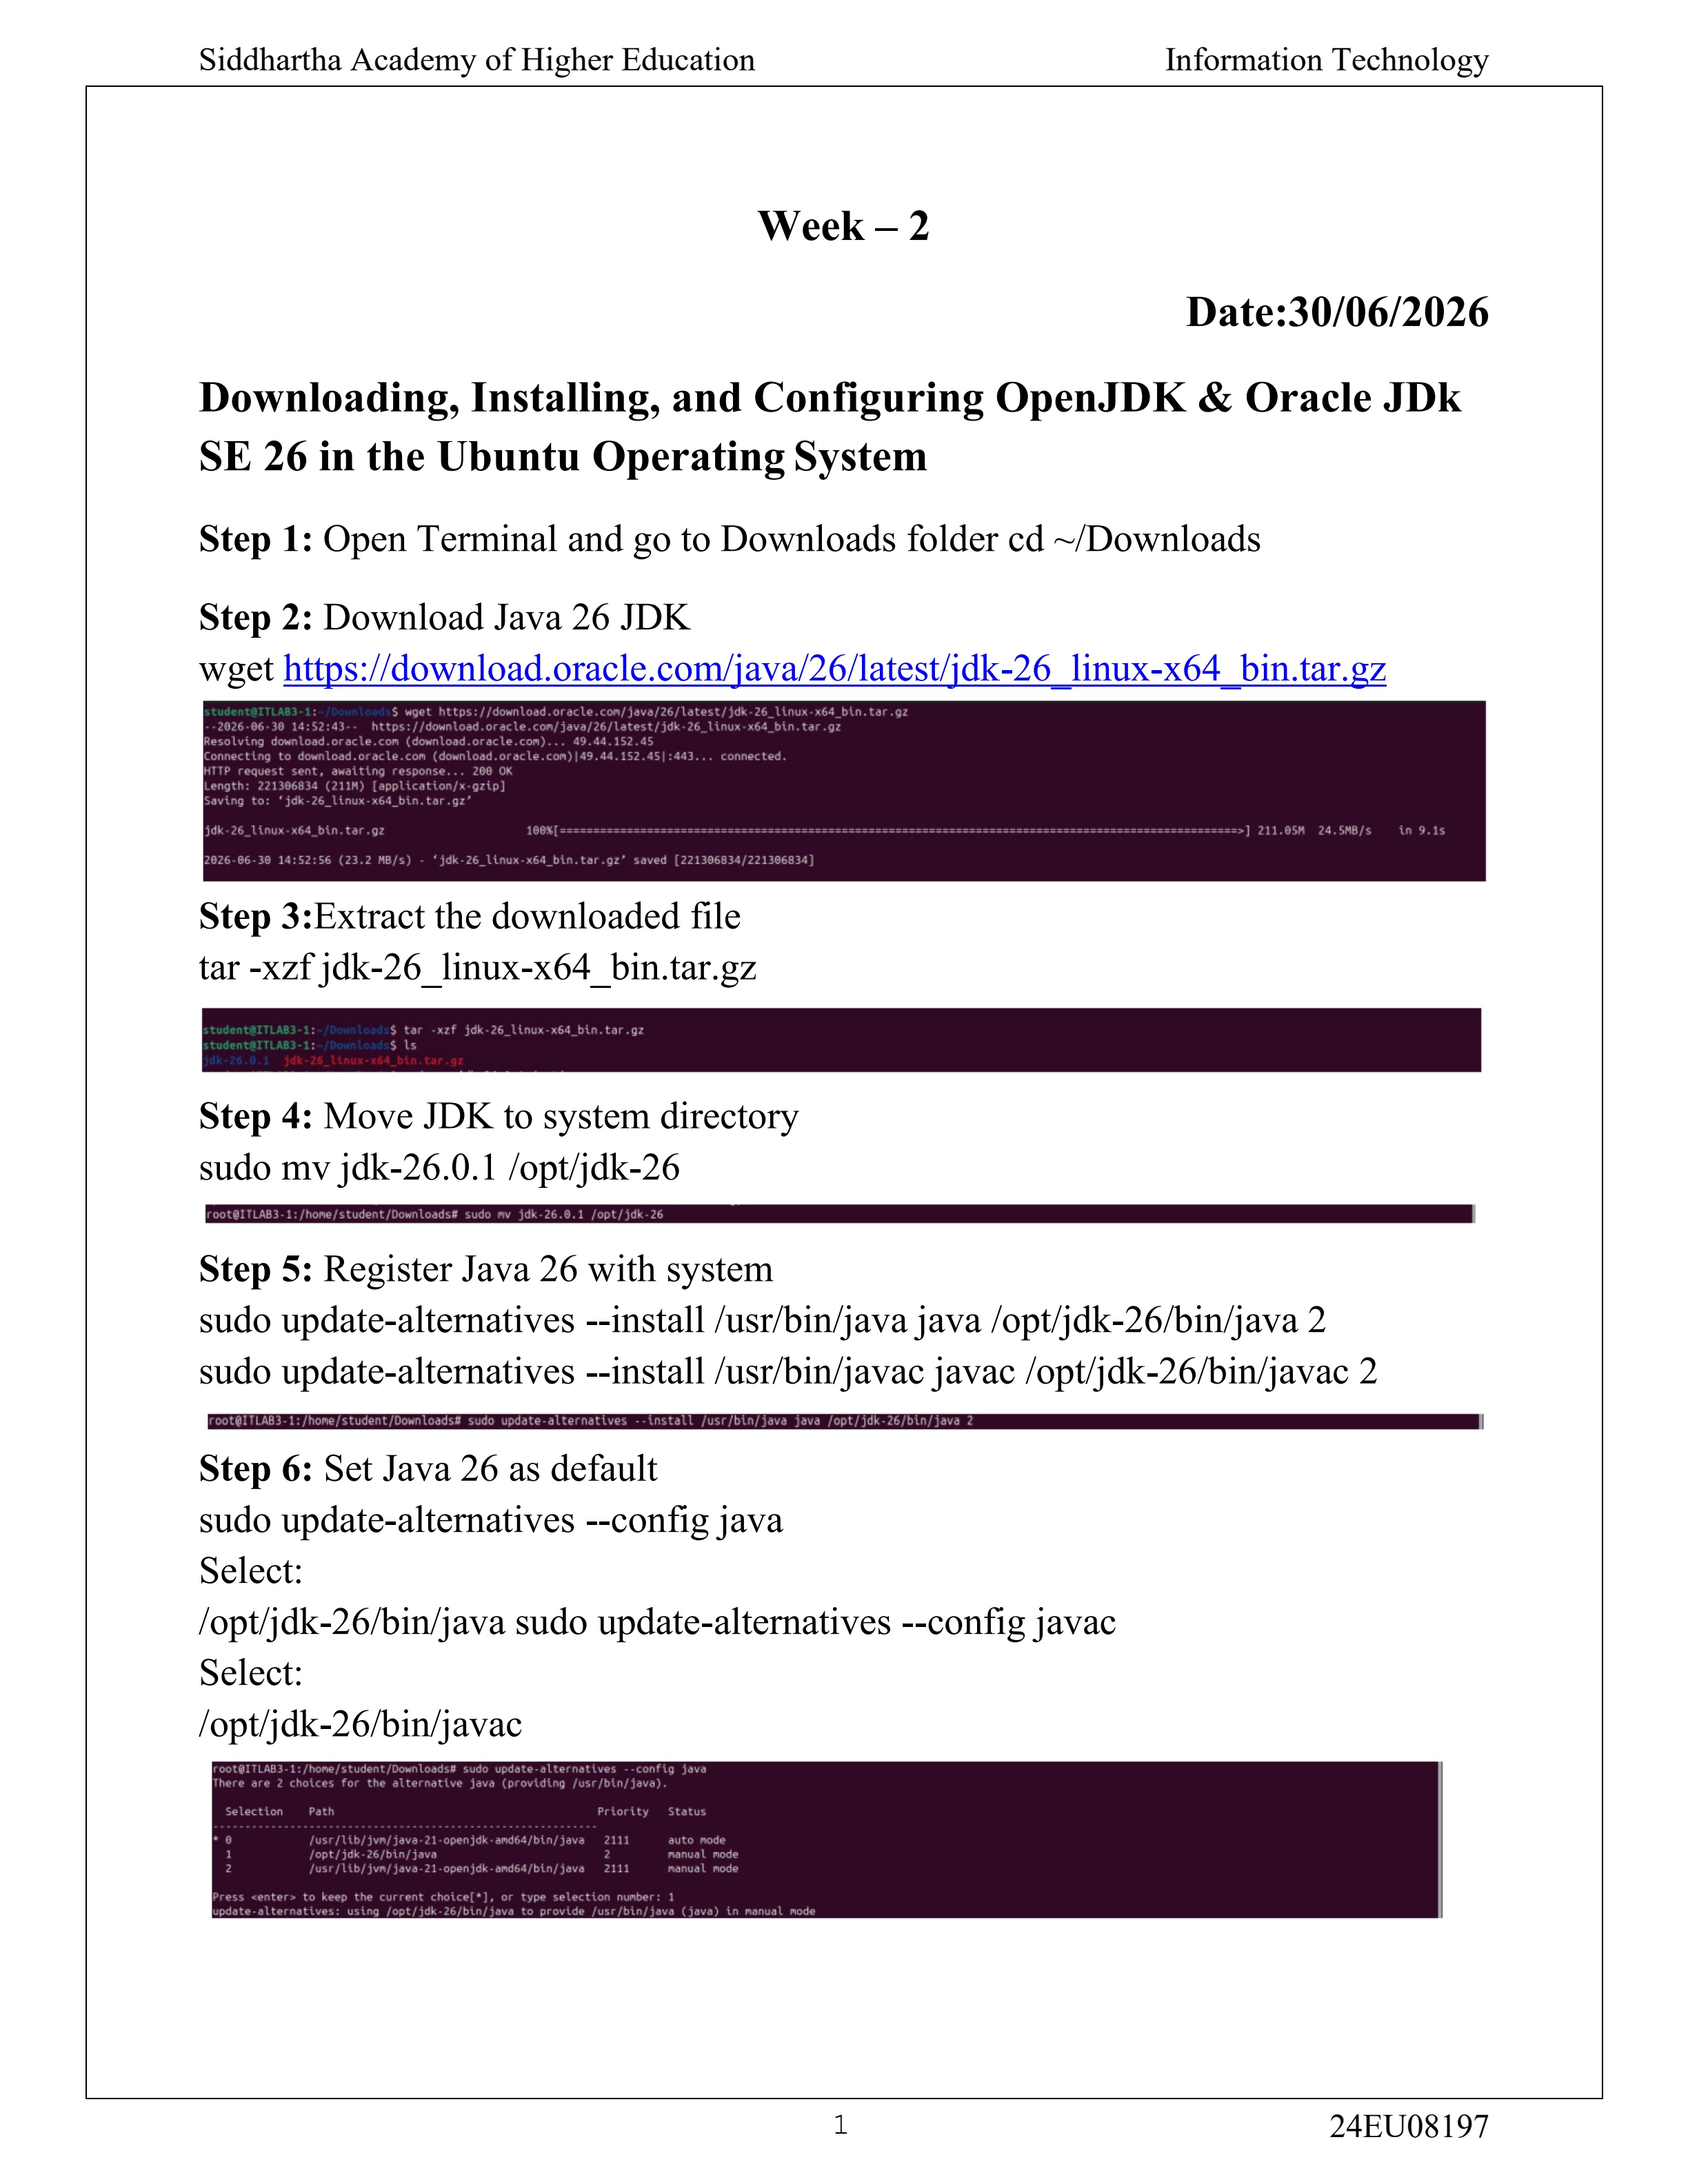 Siddhartha Academy of Higher Education Information Technology
Week – 2
Date:30/06/2026
Downloading, Installing, and Configuring OpenJDK & Oracle JDk
SE 26 in the Ubuntu Operating System
Step 1: Open Terminal and go to Downloads folder cd ~/Downloads
Step 2: Download Java 26 JDK
wget https://download.oracle.com/java/26/latest/jdk-26_linux-x64_bin.tar.gz
student@ITLAB3-1:~/Downloads$ wget https://download.oracle.com/java/26/latest/jdk-26_linux-x64_bin.tar.gz
--2026-06-30 14:52:43-- https://download.oracle.com/java/26/latest/jdk-26_linux-x64_bin.tar.gz
Resolving download.oracle.com (download.oracle.com)... 49.44.152.45
Connecting to download.oracle.com (download.oracle.com)|49.44.152.45|:443... connected.
HTTP request sent, awaiting response... 200 OK
Length: 221306834 (211M) [application/x-gzip]
Saving to: ‘jdk-26_linux-x64_bin.tar.gz’
jdk-26_linux-x64_bin.tar.gz 100%[====================================================================================================>] 211.05M 24.5MB/s in 9.1s
2026-06-30 14:52:56 (23.2 MB/s) - ‘jdk-26_linux-x64_bin.tar.gz’ saved [221306834/221306834]
Step 3:Extract the downloaded file
tar -xzf jdk-26_linux-x64_bin.tar.gz
student@ITLAB3-1:~/Downloads$ tar -xzf jdk-26_linux-x64_bin.tar.gz
student@ITLAB3-1:~/Downloads$ ls
jdk-26.0.1 jdk-26_linux-x64_bin.tar.gz
Step 4: Move JDK to system directory
sudo mv jdk-26.0.1 /opt/jdk-26
root@ITLAB3-1:/home/student/Downloads# sudo mv jdk-26.0.1 /opt/jdk-26
Step 5: Register Java 26 with system
sudo update-alternatives --install /usr/bin/java java /opt/jdk-26/bin/java 2
sudo update-alternatives --install /usr/bin/javac javac /opt/jdk-26/bin/javac 2
root@ITLAB3-1:/home/student/Downloads# sudo update-alternatives --install /usr/bin/java java /opt/jdk-26/bin/java 2
Step 6: Set Java 26 as default
sudo update-alternatives --config java
Select:
/opt/jdk-26/bin/java sudo update-alternatives --config javac
Select:
/opt/jdk-26/bin/javac
root@ITLAB3-1:/home/student/Downloads# sudo update-alternatives --config java
There are 2 choices for the alternative java (providing /usr/bin/java).
Selection Path Priority Status
------------------------------------------------------------
* 0 /usr/lib/jvm/java-21-openjdk-amd64/bin/java 2111 auto mode
1 /opt/jdk-26/bin/java 2 manual mode
2 /usr/lib/jvm/java-21-openjdk-amd64/bin/java 2111 manual mode
Press <enter> to keep the current choice[*], or type selection number: 1
update-alternatives: using /opt/jdk-26/bin/java to provide /usr/bin/java (java) in manual mode
1 24EU08197